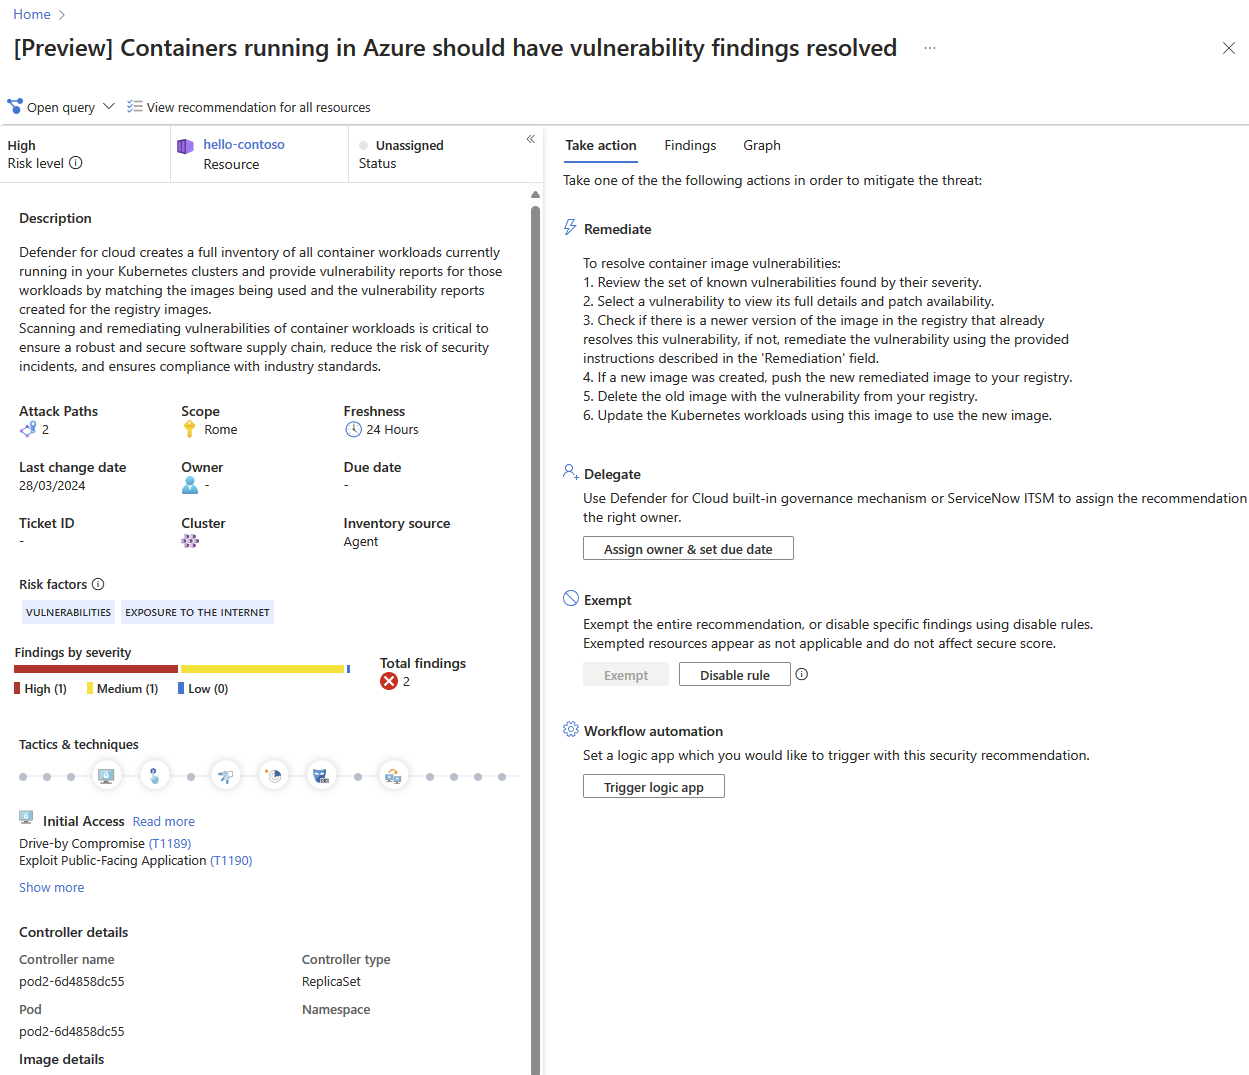 Home
[Preview] Containers running in Azure should have vulnerability findings resolved
Open query
View recommendation for all resources
High
Risk level
hello-contoso
Resource
Unassigned
Status
Description
Defender for cloud creates a full inventory of all container workloads currently
running in your Kubernetes clusters and provide vulnerability reports for those
workloads by matching the images being used and the vulnerability reports
created for the registry images.
Scanning and remediating vulnerabilities of container workloads is critical to
ensure a robust and secure software supply chain, reduce the risk of security
incidents, and ensures compliance with industry standards.
Attack Paths
2
Scope
Rome
Freshness
24 Hours
Last change date
28/03/2024
Owner
-
Due date
-
Ticket ID
-
Cluster
Inventory source
Agent
Risk factors
VULNERABILITIES
EXPOSURE TO THE INTERNET
Findings by severity
High (1)
Medium (1)
Low (0)
Total findings
2
Tactics & techniques
Initial Access Read more
Drive-by Compromise (T1189)
Exploit Public-Facing Application (T1190)
Show more
Controller details
Controller name
pod2-6d4858dc55
Controller type
ReplicaSet
Pod
pod2-6d4858dc55
Namespace
Image details
Take action
Findings
Graph
Take one of the the following actions in order to mitigate the threat:
Remediate
To resolve container image vulnerabilities:
1. Review the set of known vulnerabilities found by their severity.
2. Select a vulnerability to view its full details and patch availability.
3. Check if there is a newer version of the image in the registry that already
resolves this vulnerability, if not, remediate the vulnerability using the provided
instructions described in the 'Remediation' field.
4. If a new image was created, push the new remediated image to your registry.
5. Delete the old image with the vulnerability from your registry.
6. Update the Kubernetes workloads using this image to use the new image.
Delegate
Use Defender for Cloud built-in governance mechanism or ServiceNow ITSM to assign the recommendation
the right owner.
Assign owner & set due date
Exempt
Exempt the entire recommendation, or disable specific findings using disable rules.
Exempted resources appear as not applicable and do not affect secure score.
Exempt
Disable rule
Workflow automation
Set a logic app which you would like to trigger with this security recommendation.
Trigger logic app